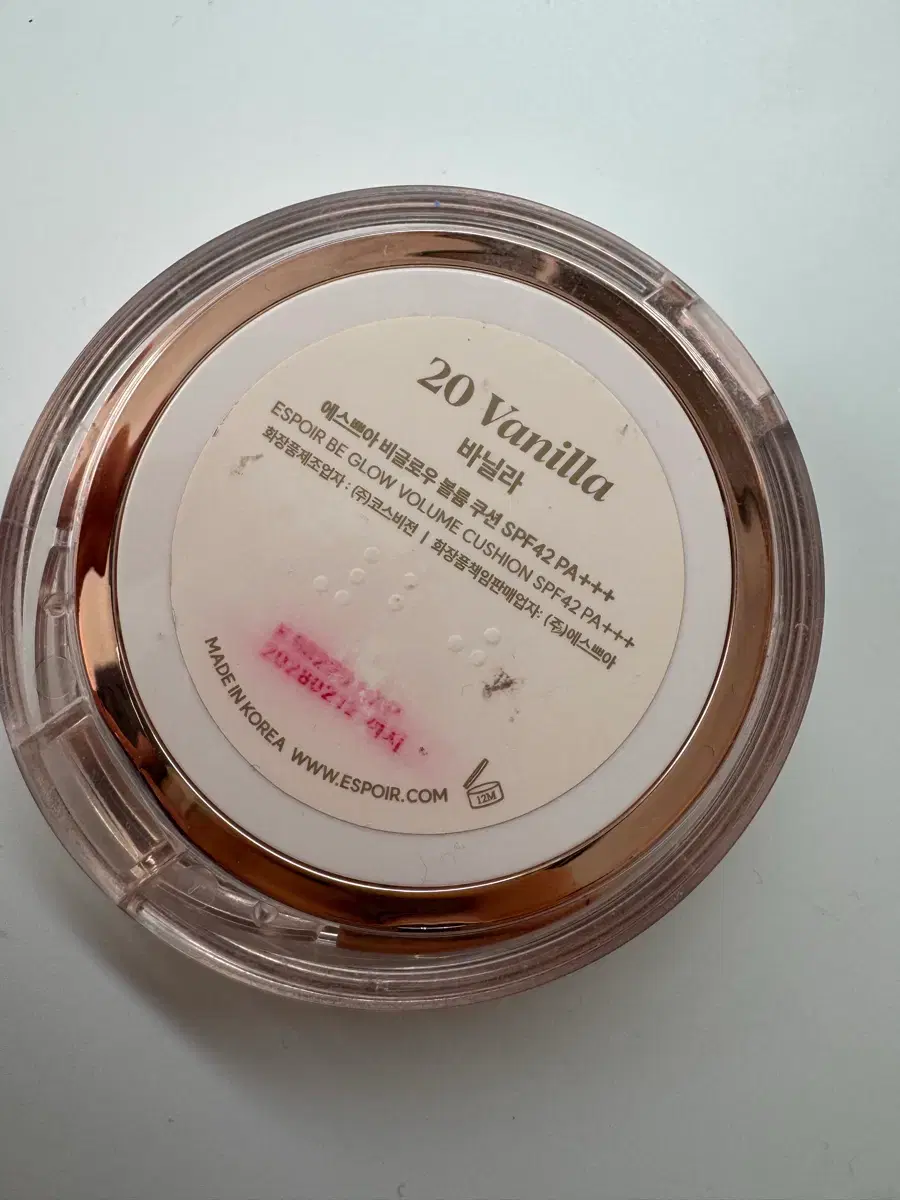 20 Vanilla
바닐라
에스쁘아 비글로우 볼륨 쿠션 SPF42 PA+++
ESPOIR BE GLOW VOLUME CUSHION SPF42 PA+++
화장품제조업자 : (주)코스비전 | 화장품책임판매업자: (주)에스쁘아
20280212 까지
MADE IN KOREA WWW.ESPOIR.COM
12M